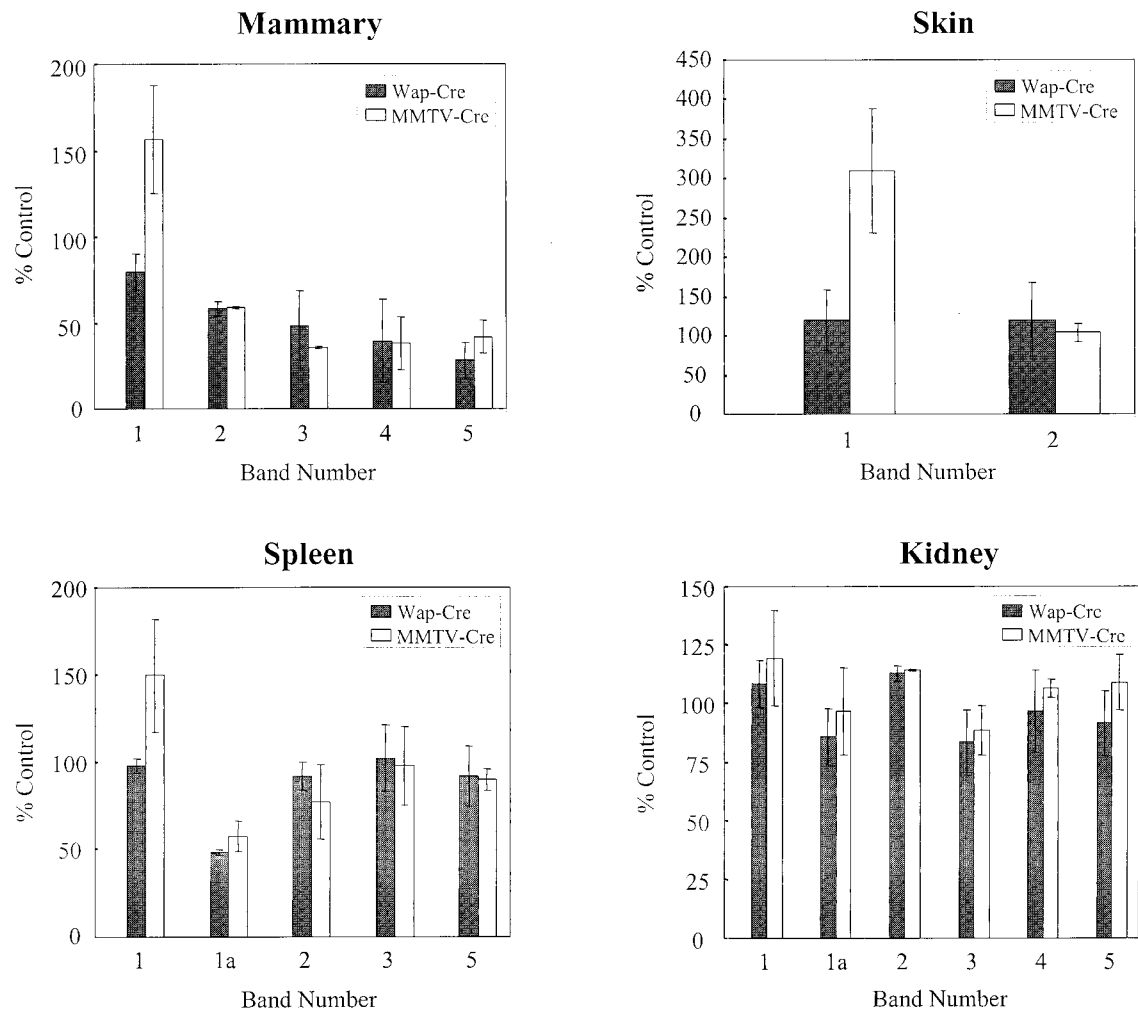 Mammary
200
150
100
50
0
% Control
Wap-Cre
MMTV-Cre
1 2 3 4 5
Band Number
Skin
450
400
350
300
250
200
150
100
50
0
% Control
Wap-Cre
MMTV-Cre
1 2
Band Number
Spleen
200
150
100
50
0
% Control
Wap-Cre
MMTV-Cre
1 1a 2 3 5
Band Number
Kidney
150
125
100
75
50
25
0
% Control
Wap-Cre
MMTV-Cre
1 1a 2 3 4 5
Band Number